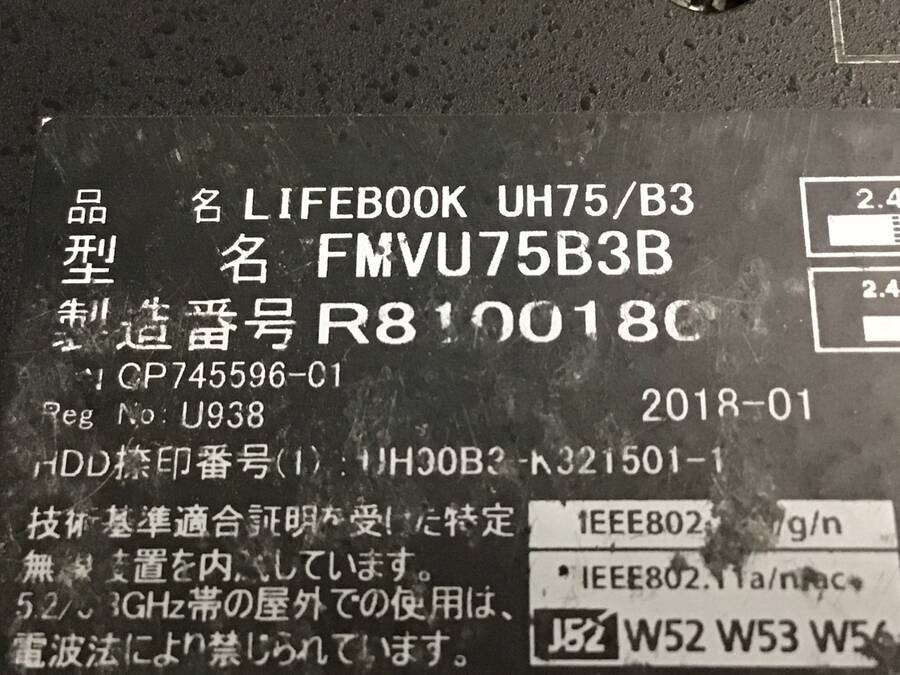 品 名 LIFEBOOK UH75/B3
型 名 FMVU75B3B
製造番号
CP745596-01
Reg No: U938
2018-01
HDD捺印番号(1):
技術基準適合証明を受けた特定
無線装置を内蔵しています。
GHz帯の屋外での使用は、
電波法により禁じられています。
2.4
2.4
IEEE802. /g/n
IEEE802.11a/n/ac
J52 W52 W53 W56